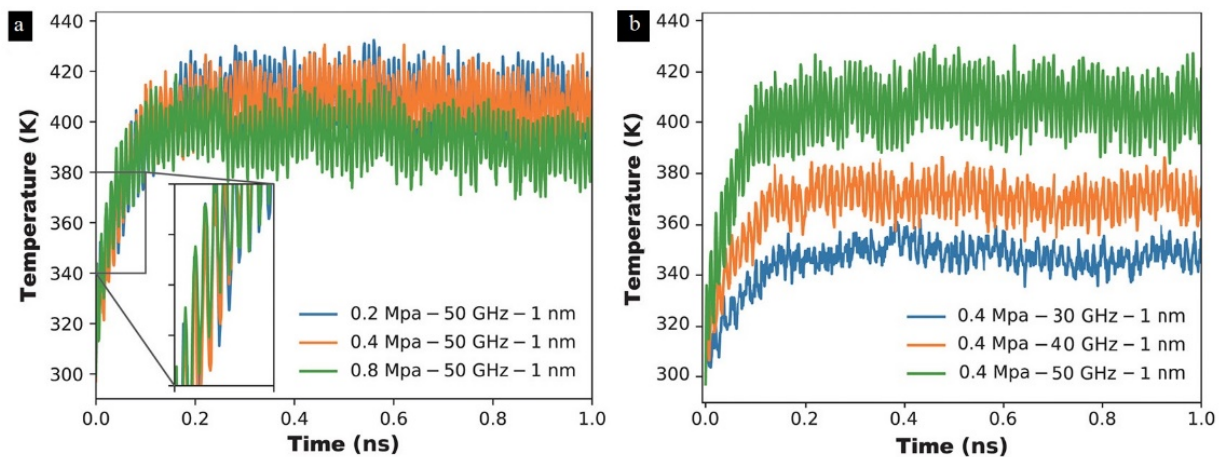 a
440
420
400
380
360
340
320
300
Temperature (K)
0.0 0.2 0.4 0.6 0.8 1.0
Time (ns)
0.2 Mpa – 50 GHz – 1 nm
0.4 Mpa – 50 GHz – 1 nm
0.8 Mpa – 50 GHz – 1 nm
b
440
420
400
380
360
340
320
300
Temperature (K)
0.0 0.2 0.4 0.6 0.8 1.0
Time (ns)
0.4 Mpa – 30 GHz – 1 nm
0.4 Mpa – 40 GHz – 1 nm
0.4 Mpa – 50 GHz – 1 nm